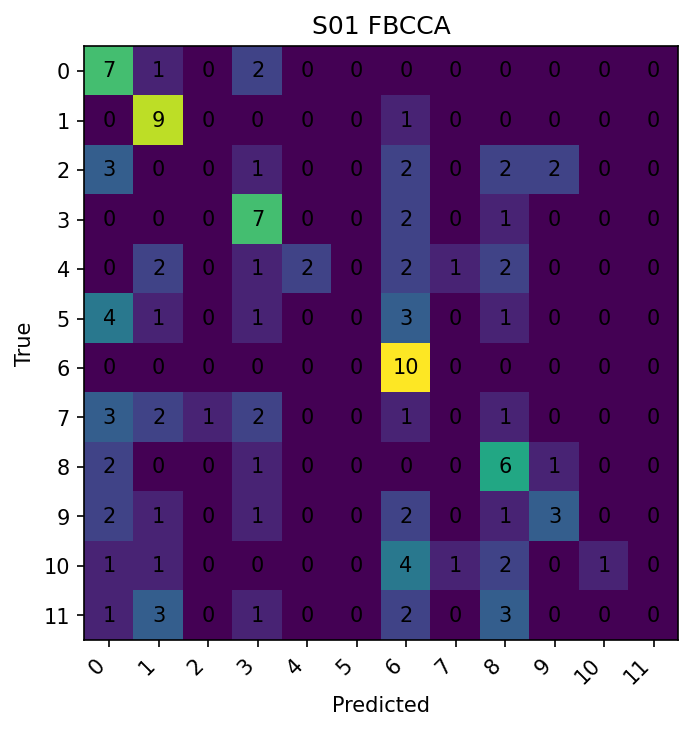 S01 FBCCA
True
0 7 1 0 2 0 0 0 0 0 0 0 0
1 0 9 0 0 0 0 1 0 0 0 0 0
2 3 0 0 1 0 0 2 0 2 2 0 0
3 0 0 0 7 0 0 2 0 1 0 0 0
4 0 2 0 1 2 0 2 1 2 0 0 0
5 4 1 0 1 0 0 3 0 1 0 0 0
6 0 0 0 0 0 0 10 0 0 0 0 0
7 3 2 1 2 0 0 1 0 1 0 0 0
8 2 0 0 1 0 0 0 0 6 1 0 0
9 2 1 0 1 0 0 2 0 1 3 0 0
10 1 1 0 0 0 0 4 1 2 0 1 0
11 1 3 0 1 0 0 2 0 3 0 0 0
0 1 2 3 4 5 6 7 8 9 10 11
Predicted